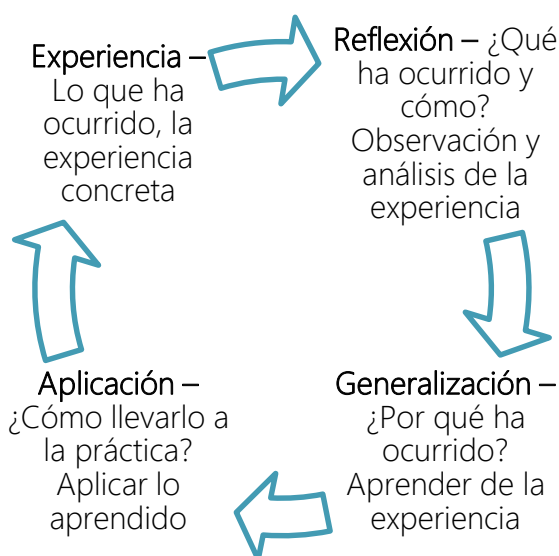 Experiencia –
Lo que ha
ocurrido, la
experiencia
concreta
Reflexión – ¿Qué
ha ocurrido y
cómo?
Observación y
análisis de la
experiencia
Generalización –
¿Por qué ha
ocurrido?
Aprender de la
experiencia
Aplicación –
¿Cómo llevarlo a
la práctica?
Aplicar lo
aprendido